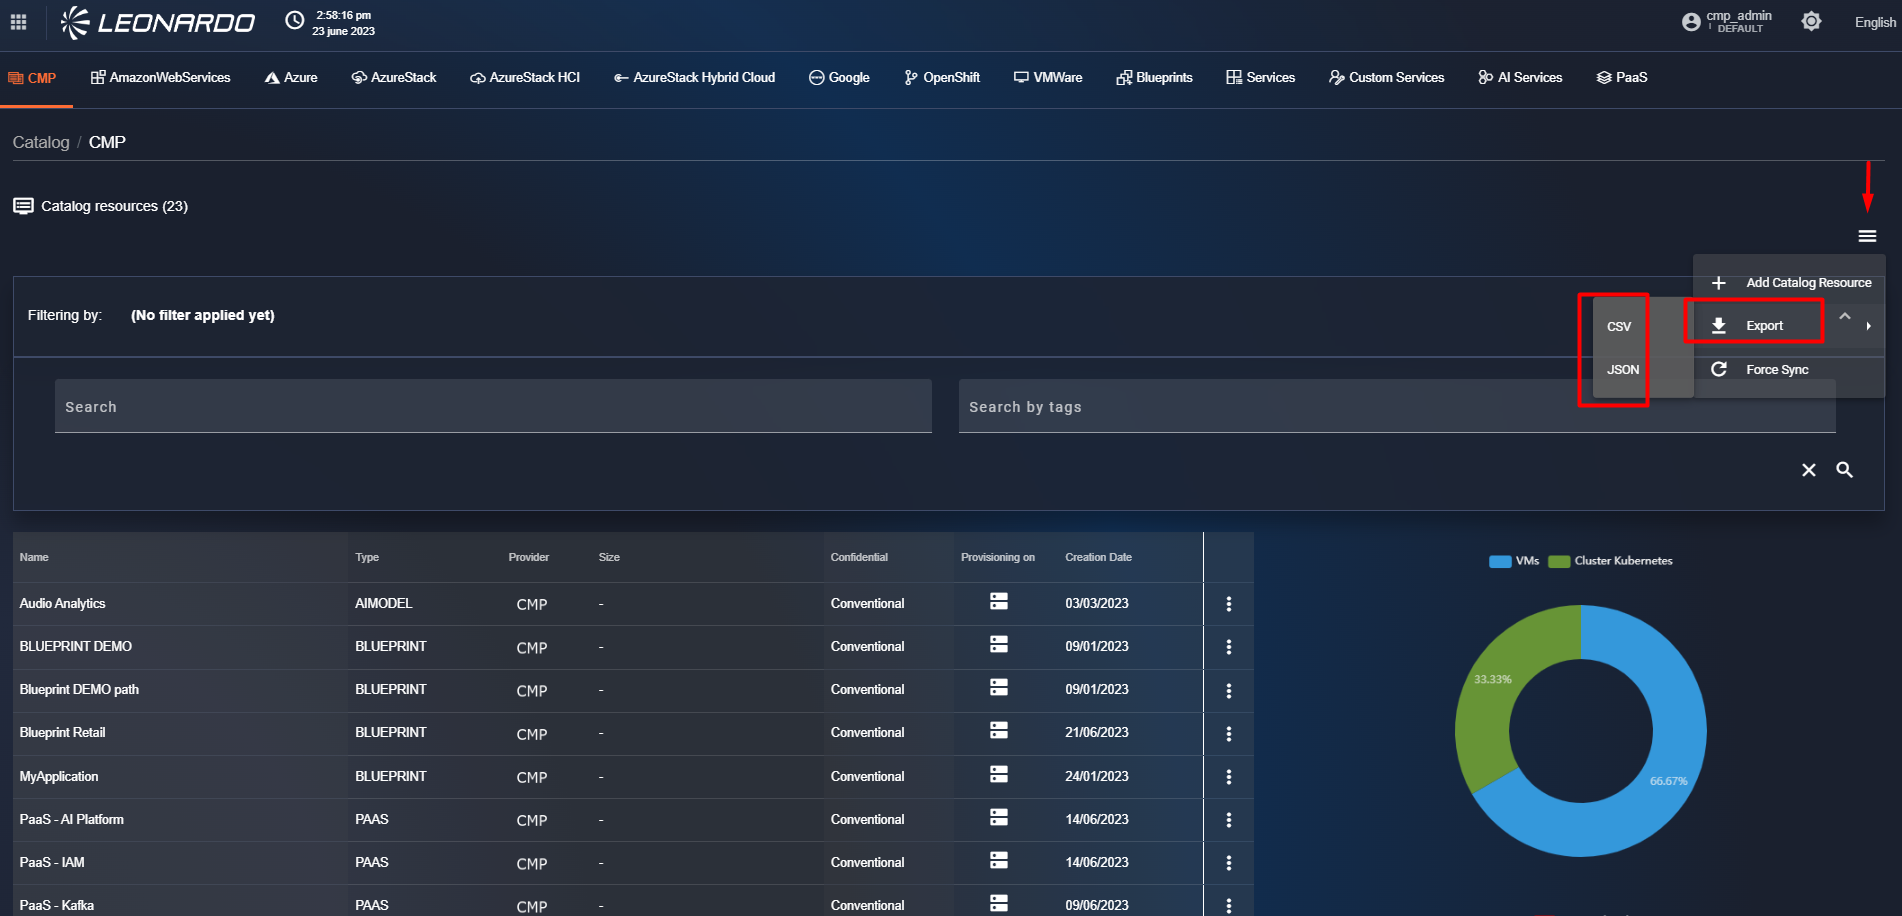 LEONARDO
2:58:16 pm
23 june 2023
cmp_admin
DEFAULT
English
CMP AmazonWebServices Azure AzureStack AzureStack HCI AzureStack Hybrid Cloud Google OpenShift VMWare Blueprints Services Custom Services AI Services PaaS
Catalog / CMP
Catalog resources (23)
Add Catalog Resource
Filtering by: (No filter applied yet)
CSV Export
JSON Force Sync
Search Search by tags
Name Type Provider Size Confidential Provisioning on Creation Date
Audio Analytics AIMODEL CMP - Conventional 03/03/2023
BLUEPRINT DEMO BLUEPRINT CMP - Conventional 09/01/2023
Blueprint DEMO path BLUEPRINT CMP - Conventional 09/01/2023
Blueprint Retail BLUEPRINT CMP - Conventional 21/06/2023
MyApplication BLUEPRINT CMP - Conventional 24/01/2023
PaaS - AI Platform PAAS CMP - Conventional 14/06/2023
PaaS - IAM PAAS CMP - Conventional 14/06/2023
PaaS - Kafka PAAS CMP - Conventional 09/06/2023
VMs Cluster Kubernetes
33.33%
66.67%